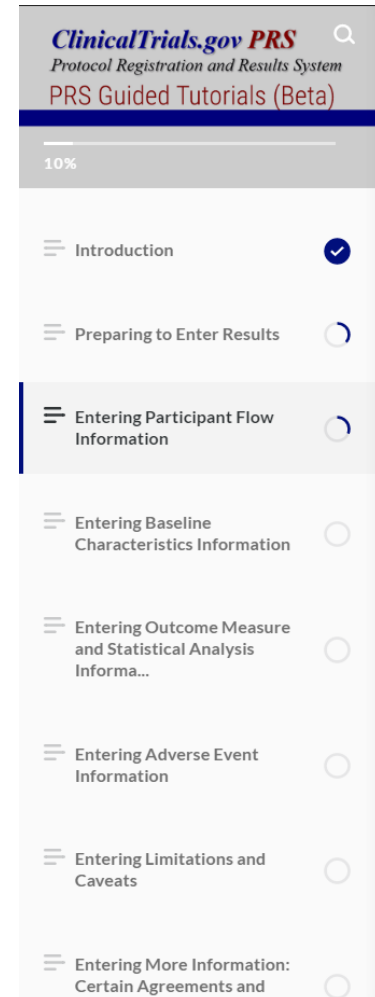 ClinicalTrials.gov PRS
Protocol Registration and Results System
PRS Guided Tutorials (Beta)
10%
Introduction
Preparing to Enter Results
Entering Participant Flow
Information
Entering Baseline
Characteristics Information
Entering Outcome Measure
and Statistical Analysis
Informa...
Entering Adverse Event
Information
Entering Limitations and
Caveats
Entering More Information:
Certain Agreements and